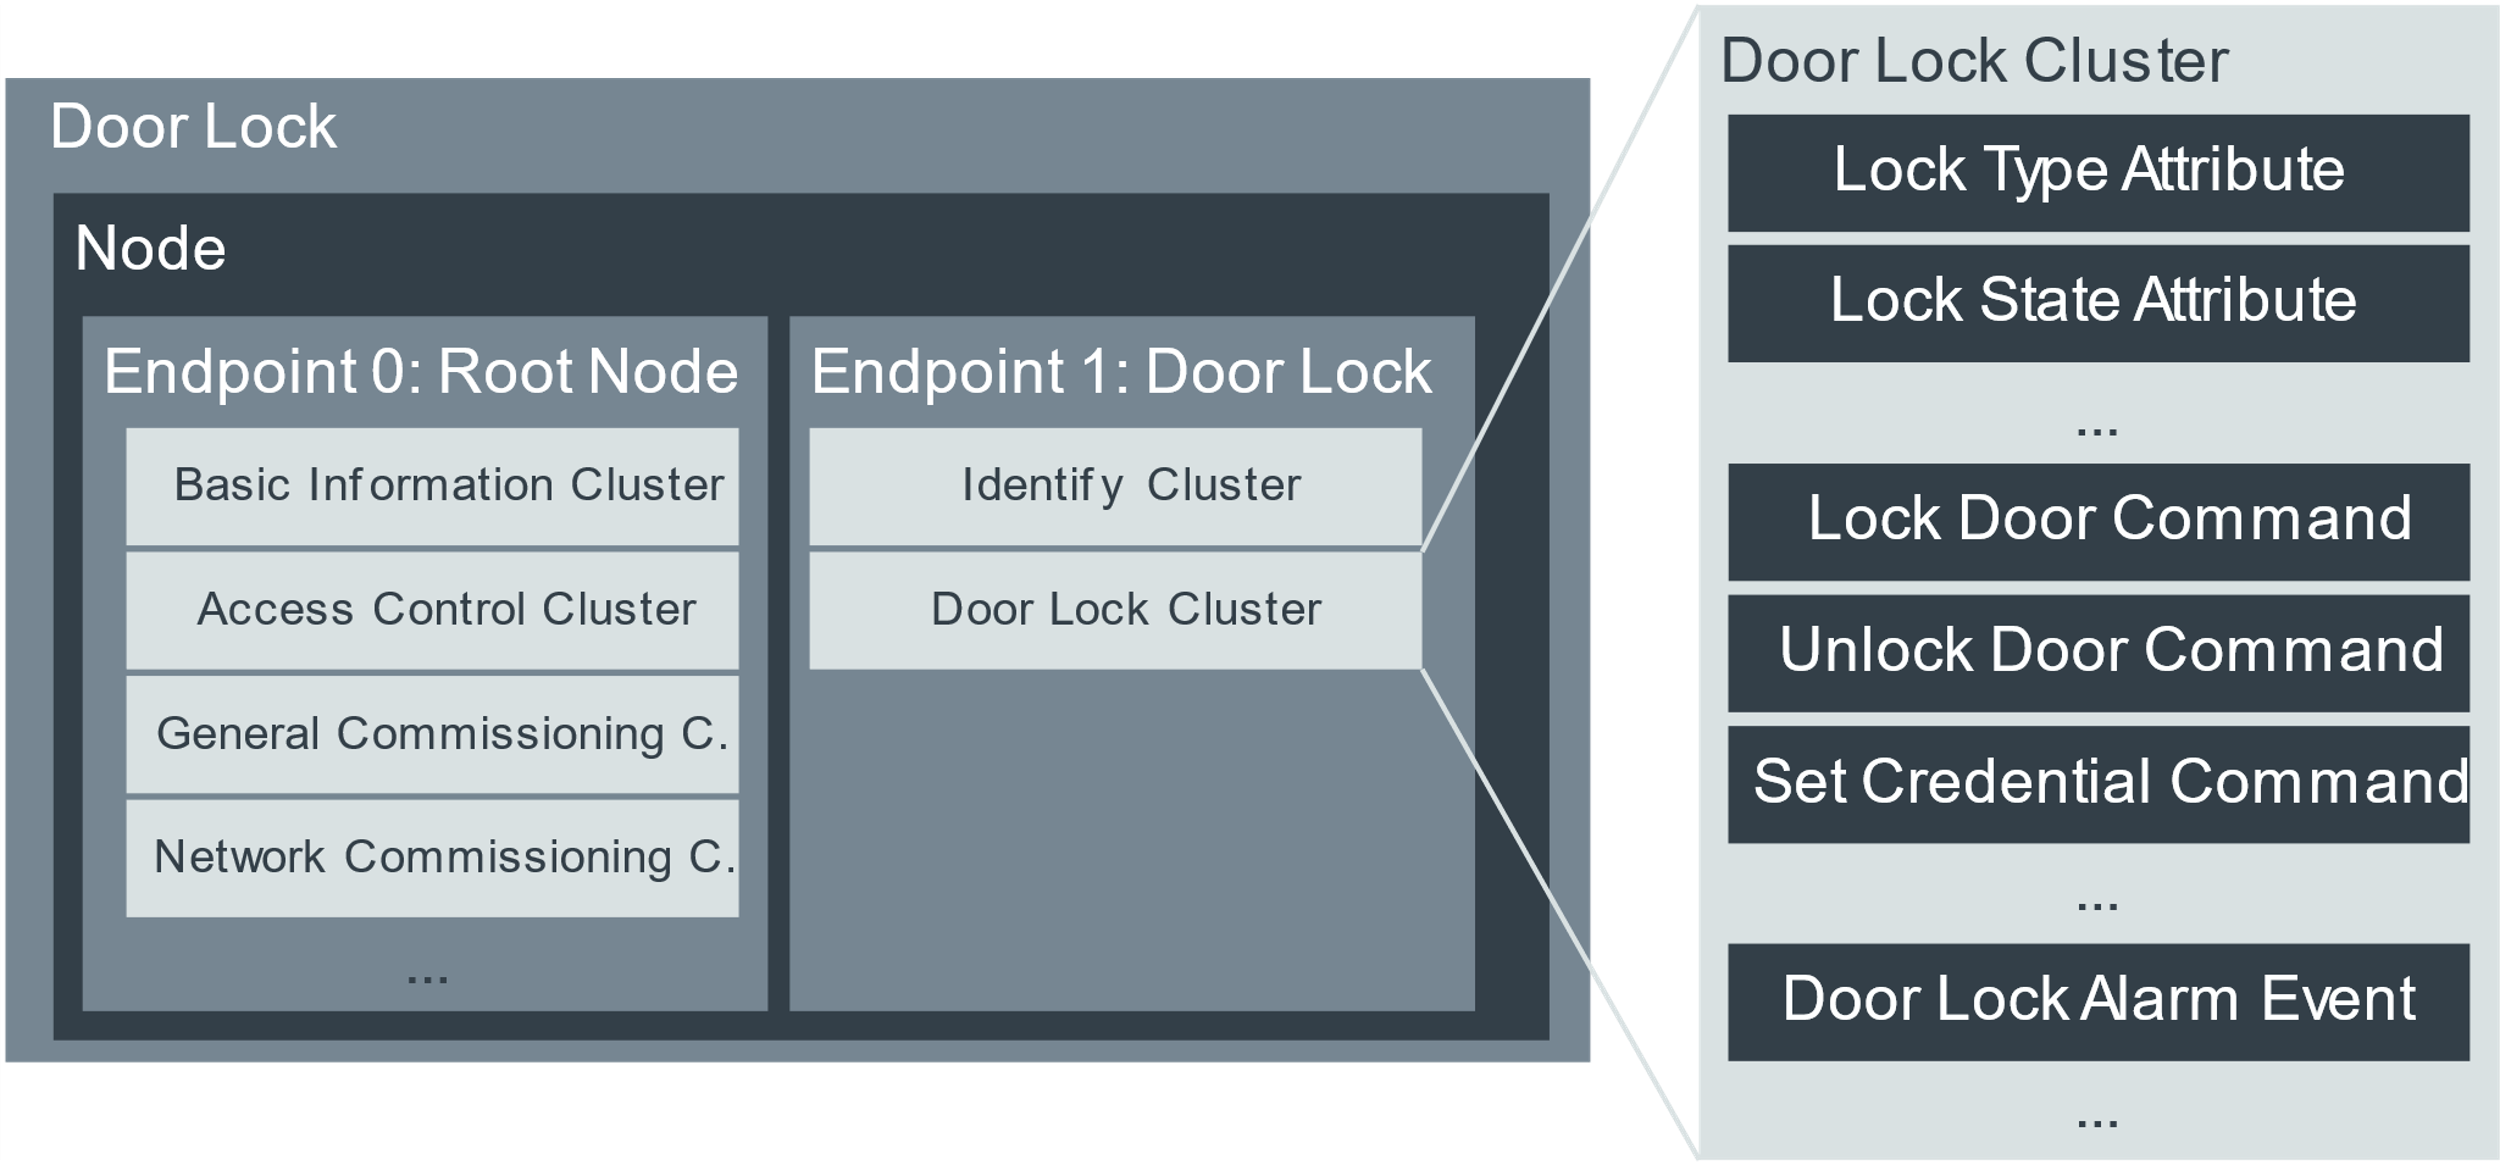 Door Lock
Node
Endpoint 0: Root Node
Basic Information Cluster
Access Control Cluster
General Commissioning C.
Network Commissioning C.
...
Endpoint 1: Door Lock
Identify Cluster
Door Lock Cluster
Door Lock Cluster
Lock Type Attribute
Lock State Attribute
...
Lock Door Command
Unlock Door Command
Set Credential Command
...
Door Lock Alarm Event
...